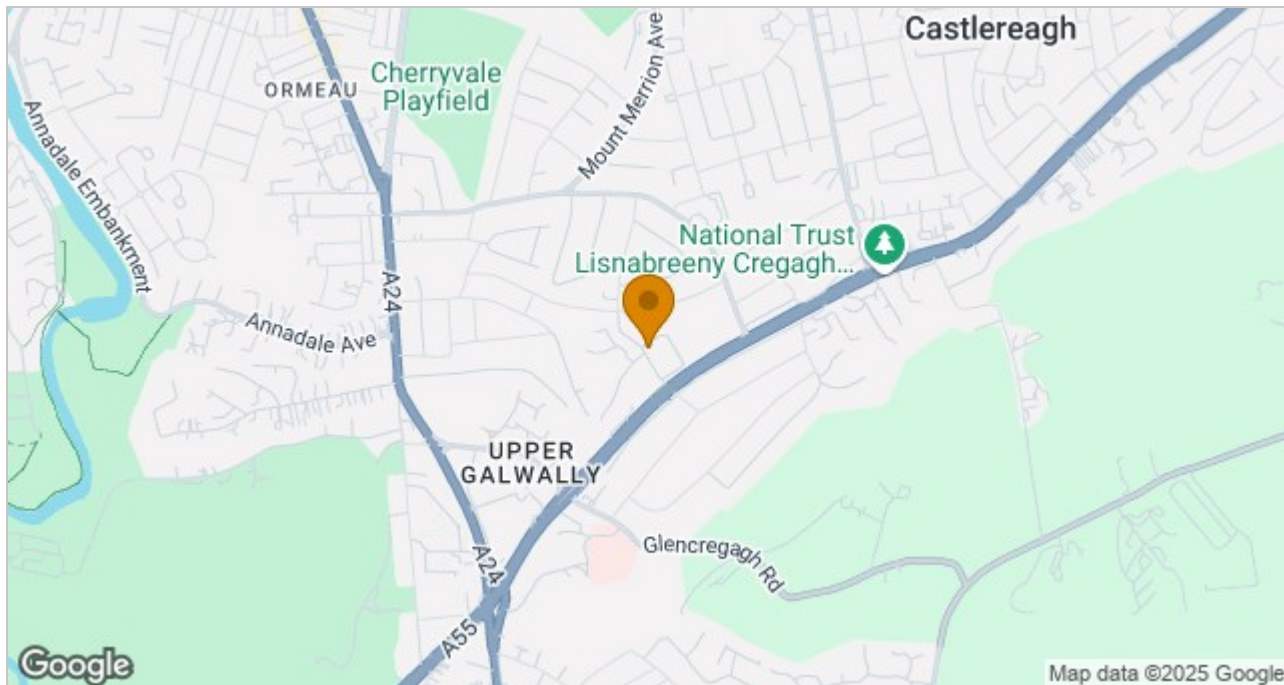 Castlereagh
Cherryvale
Playfield
Mount Merrion Ave
ORMEAU
Annadale Embankment
National Trust
Lisnabreeny Cregagh...
A24
Annadale Ave
UPPER
GALWALLY
Glencregagh Rd
A24
A55
Google
Map data ©2025 Google